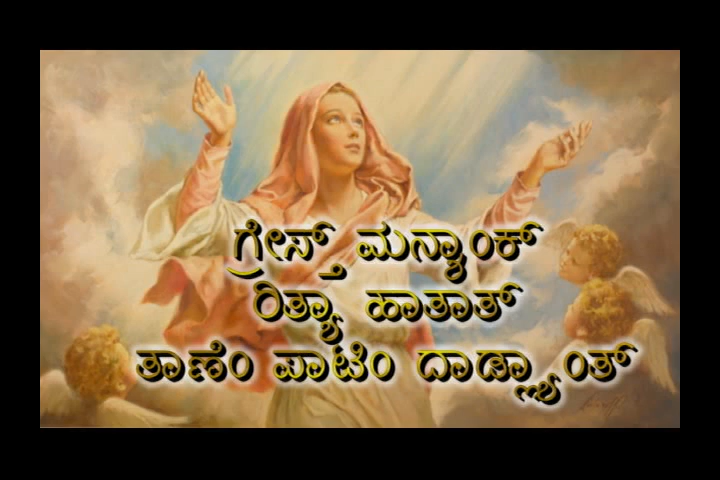 ಗ್ರೇಸ್ತ್ ಮನ್ಶ್ಯಾಂಕ್
ರಿತ್ಯಾ ಹಾತಾತ್
ತಾಣೆಂ ಪಾಟಿಂ ದಾಡ್ಲ್ಯಾಂತ್